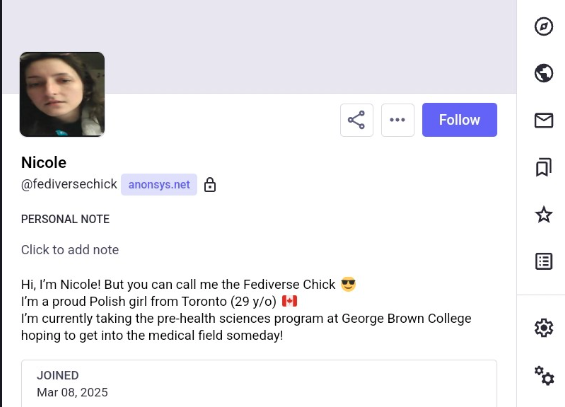 Follow
Nicole
@fediversechick anonsys.net
PERSONAL NOTE
Click to add note
Hi, I'm Nicole! But you can call me the Fediverse Chick 😎
I'm a proud Polish girl from Toronto (29 y/o) 🇨🇦
I'm currently taking the pre-health sciences program at George Brown College
hoping to get into the medical field someday!
JOINED
Mar 08, 2025